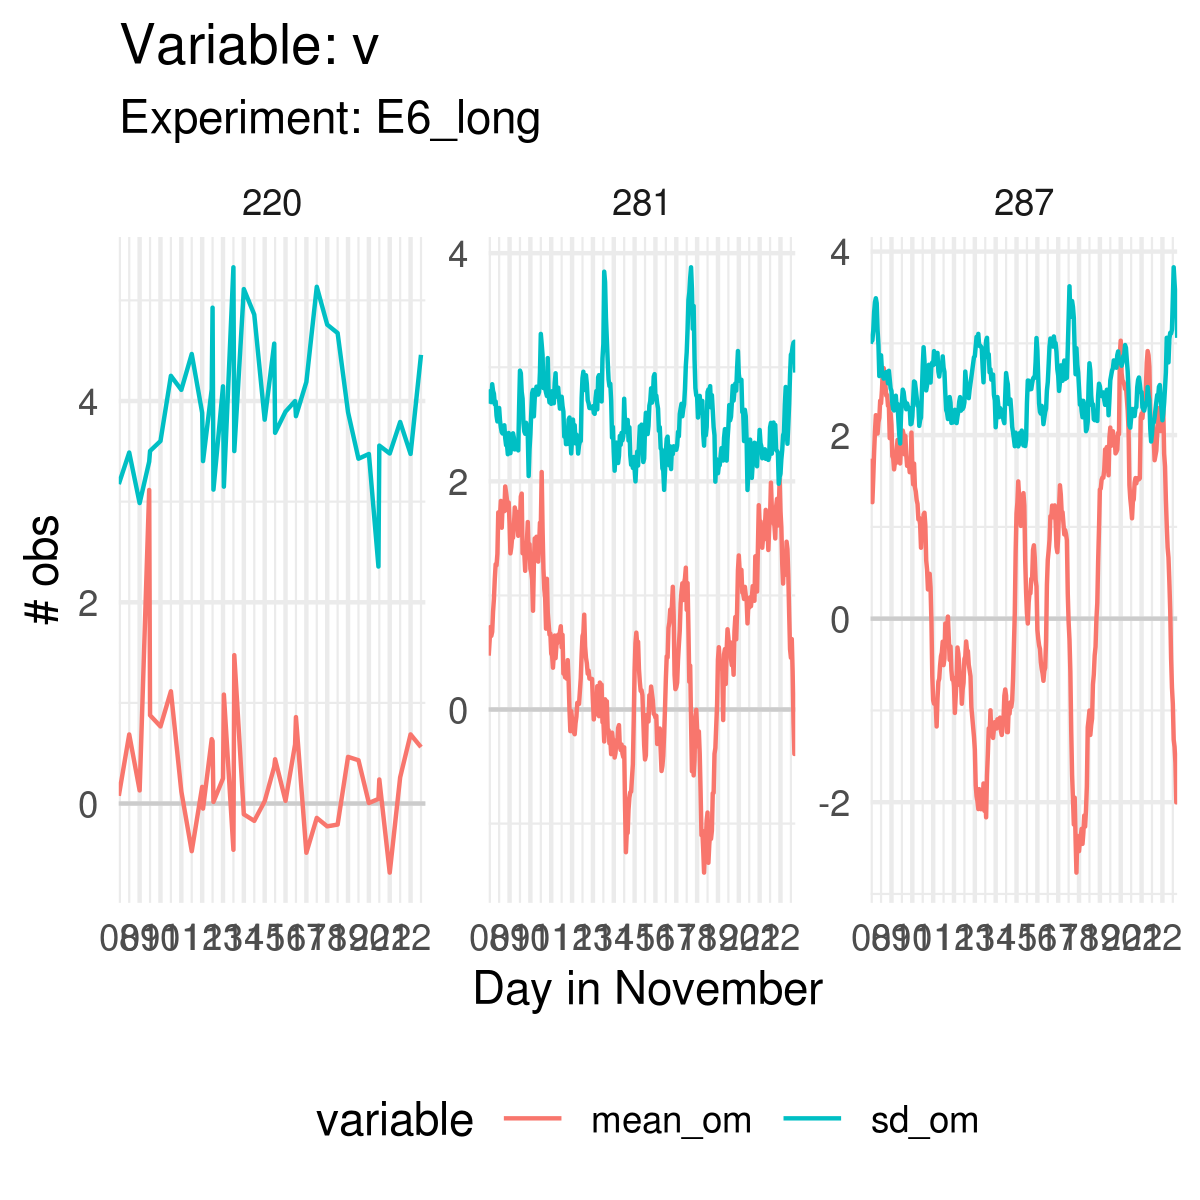 Variable: v
Experiment: E6_long
220 281 287
# obs
4
2
0
4
2
0
4
2
0
-2
Day in November
variable mean_om sd_om